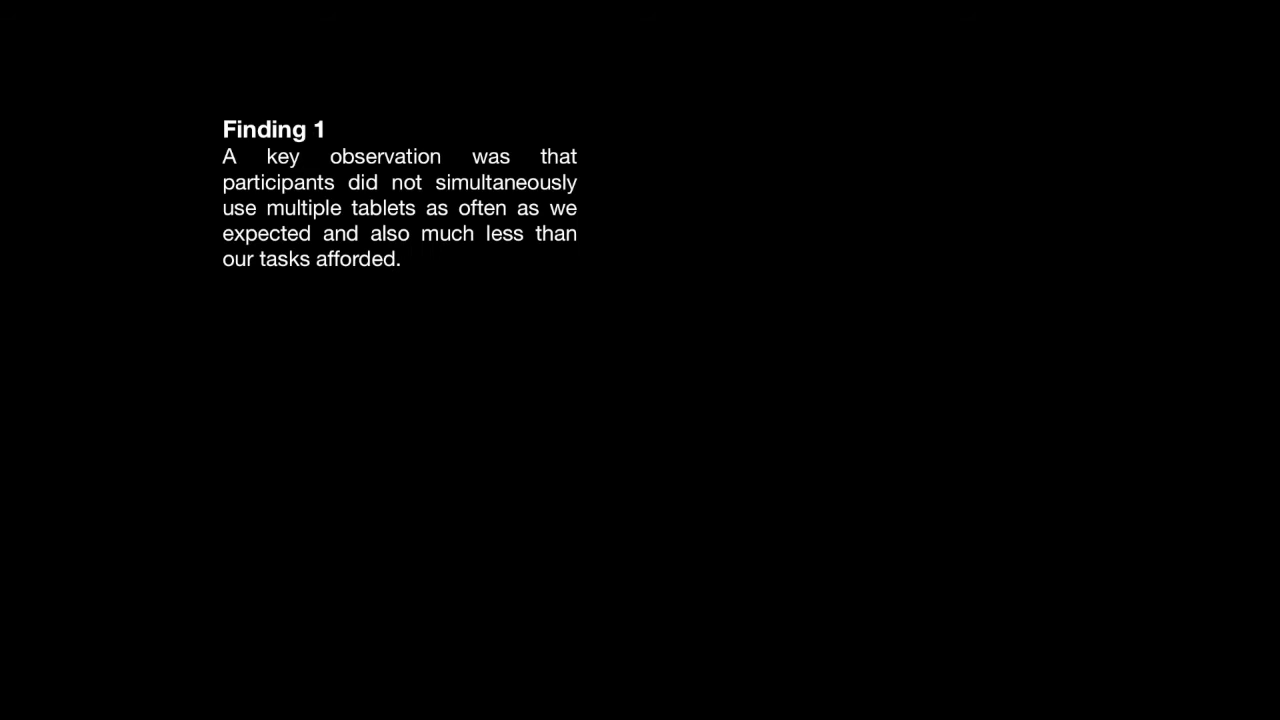 Finding 1
A key observation was that
participants did not simultaneously
use multiple tablets as often as we
expected and also much less than
our tasks afforded.